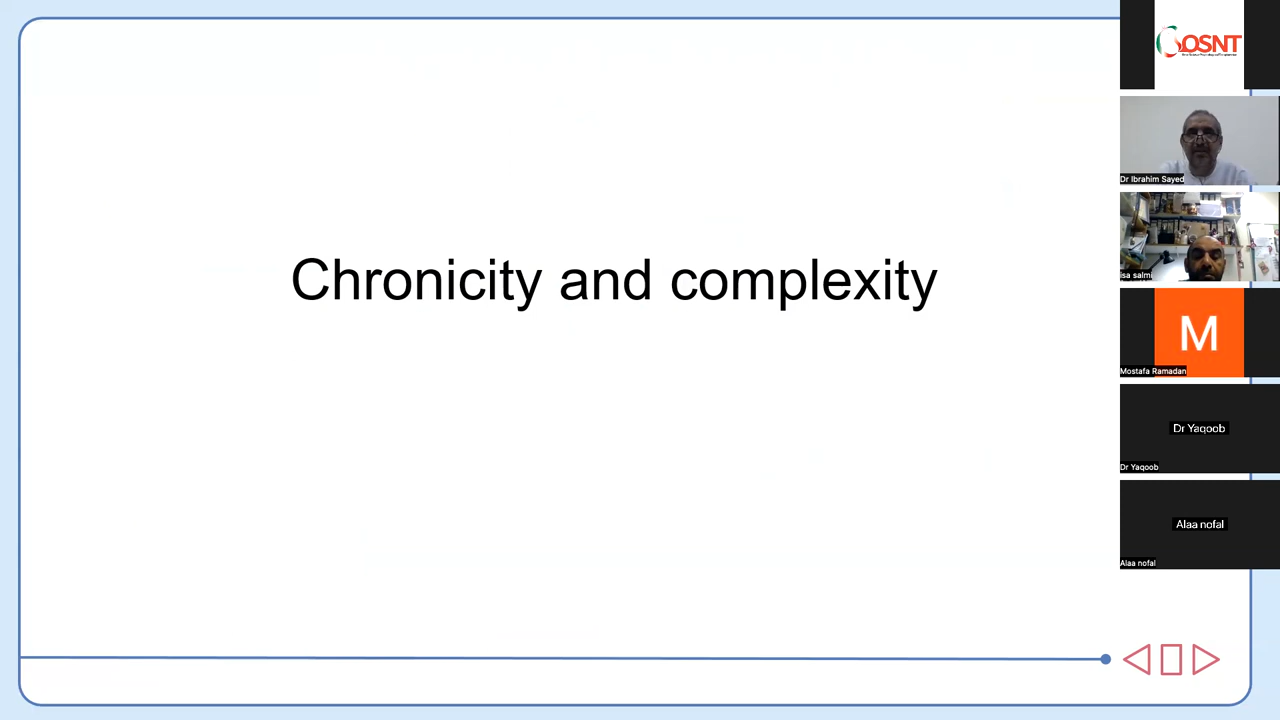 Chronicity and complexity
OSNT
Dr Ibrahim Sayed
isa salmi
M
Mostafa Ramadan
Dr Yaqoob
Dr Yaqoob
Alaa nofal
Alaa nofal